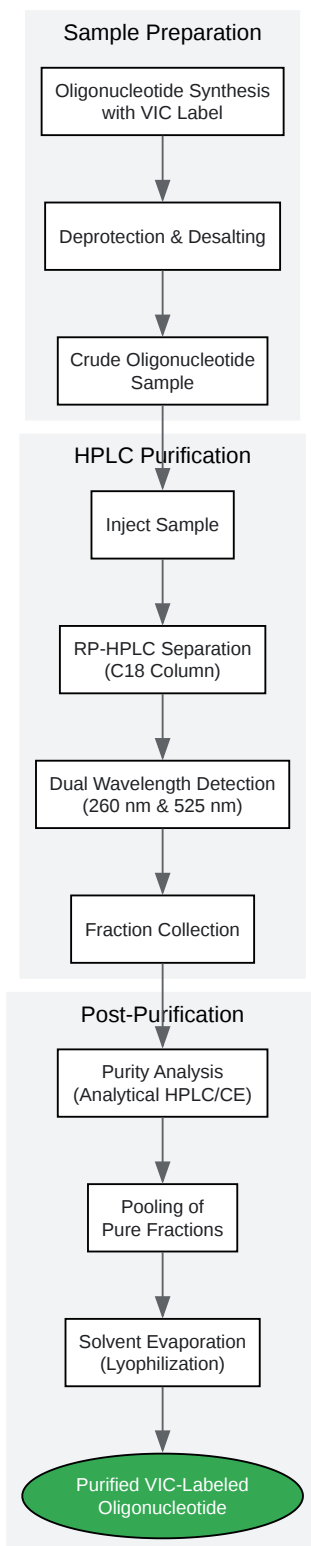 Sample Preparation
Oligonucleotide Synthesis
with VIC Label
Deprotection & Desalting
Crude Oligonucleotide
Sample
HPLC Purification
Inject Sample
RP-HPLC Separation
(C18 Column)
Dual Wavelength Detection
(260 nm & 525 nm)
Fraction Collection
Post-Purification
Purity Analysis
(Analytical HPLC/CE)
Pooling of
Pure Fractions
Solvent Evaporation
(Lyophilization)
Purified VIC-Labeled
Oligonucleotide